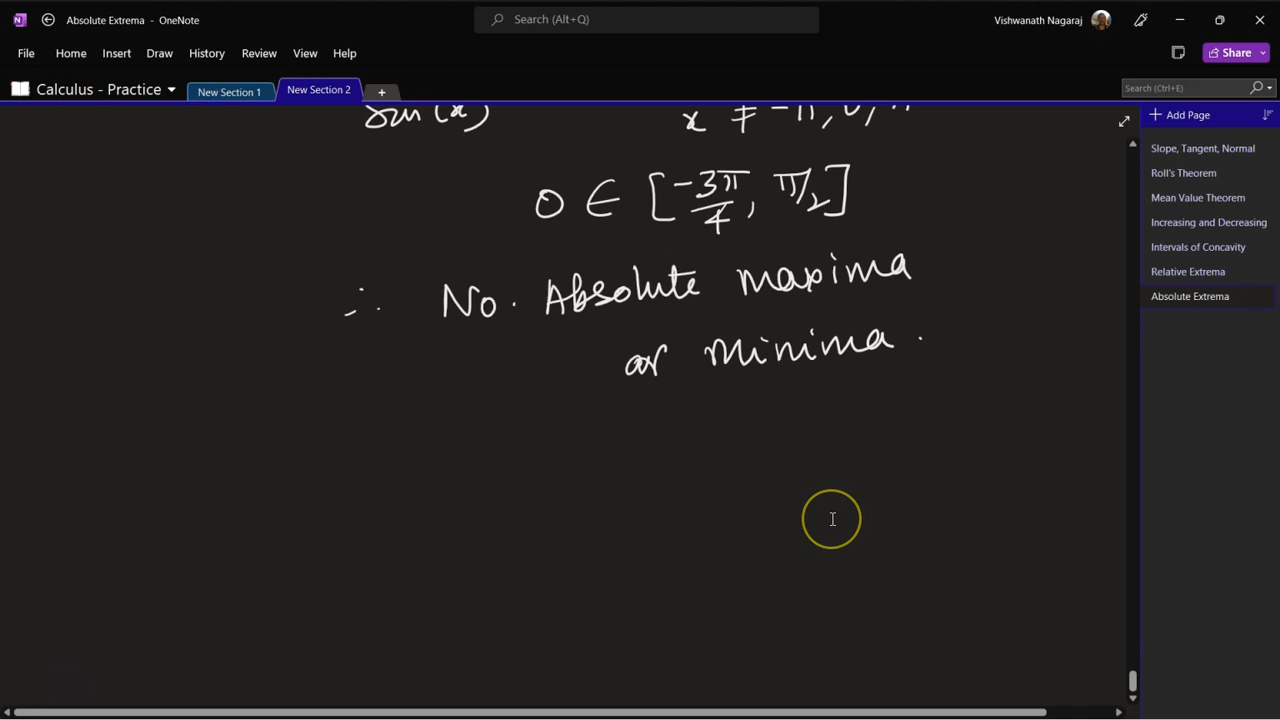 Absolute Extrema - OneNote
Search (Alt+Q)
Vishwanath Nagaraj
File Home Insert Draw History Review View Help
Share
Calculus - Practice
New Section 1
New Section 2
Search (Ctrl+E)
Add Page
Slope, Tangent, Normal
Roll's Theorem
Mean Value Theorem
Increasing and Decreasing
Intervals of Concavity
Relative Extrema
Absolute Extrema
sin(x) x ≠ -π, 0, π
0 ∈ [-3π/4, π/2]
∴ No. Absolute maxima
or minima.